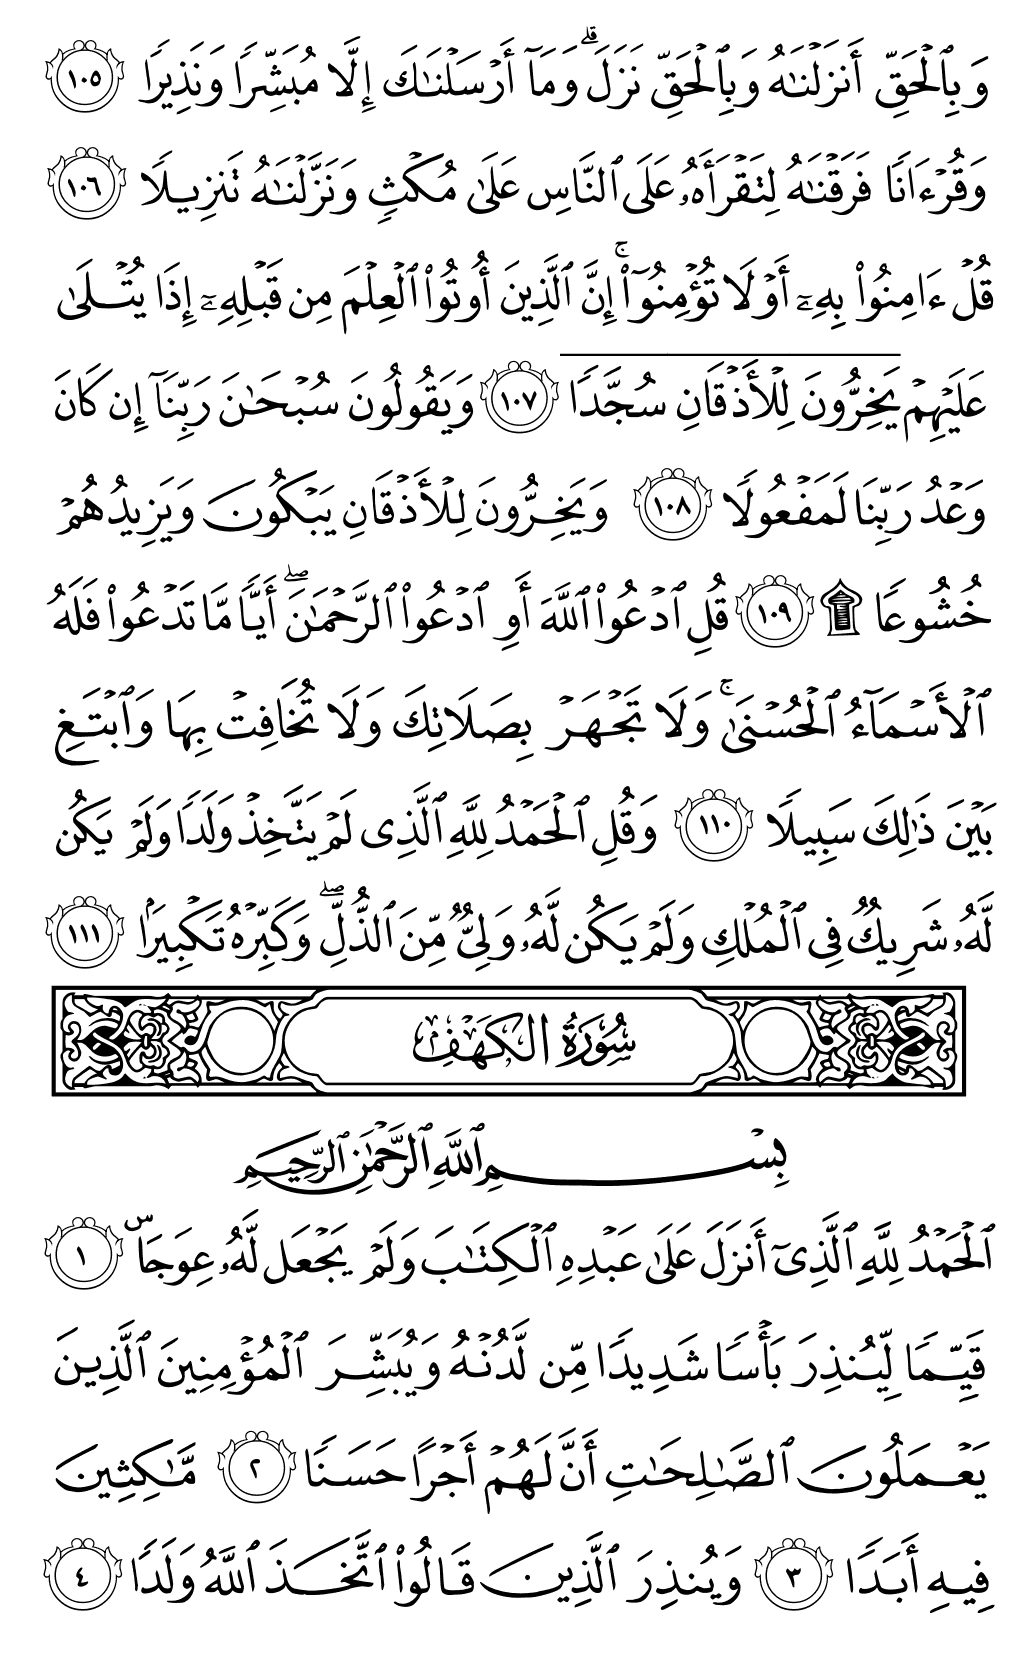 وَبِٱلۡحَقِّ أَنزَلۡنَٰهُ وَبِٱلۡحَقِّ نَزَلَۗ وَمَآ أَرۡسَلۡنَٰكَ إِلَّا مُبَشِّرٗا وَنَذِيرٗا ١٠٥
وَقُرۡءَانٗا فَرَقۡنَٰهُ لِتَقۡرَأَهُۥ عَلَى ٱلنَّاسِ عَلَىٰ مُكۡثٖ وَنَزَّلۡنَٰهُ تَنزِيلٗا ١٠٦
قُلۡ ءَامِنُواْ بِهِۦٓ أَوۡ لَا تُؤۡمِنُوٓاْۚ إِنَّ ٱلَّذِينَ أُوتُواْ ٱلۡعِلۡمَ مِن قَبۡلِهِۦٓ إِذَا يُتۡلَىٰ
عَلَيۡهِمۡ يَخِرُّونَ لِلۡأَذۡقَانِ سُجَّدٗا ١٠٧ وَيَقُولُونَ سُبۡحَٰنَ رَبِّنَآ إِن كَانَ
وَعۡدُ رَبِّنَا لَمَفۡعُولٗا ١٠٨ وَيَخِرُّونَ لِلۡأَذۡقَانِ يَبۡكُونَ وَيَزِيدُهُمۡ
خُشُوعٗا۩ ١٠٩ قُلِ ٱدۡعُواْ ٱللَّهَ أَوِ ٱدۡعُواْ ٱلرَّحۡمَٰنَۖ أَيّٗا مَّا تَدۡعُواْ فَلَهُ
ٱلۡأَسۡمَآءُ ٱلۡحُسۡنَىٰۚ وَلَا تَجۡهَرۡ بِصَلَاتِكَ وَلَا تُخَافِتۡ بِهَا وَٱبۡتَغِ
بَيۡنَ ذَٰلِكَ سَبِيلٗا ١١٠ وَقُلِ ٱلۡحَمۡدُ لِلَّهِ ٱلَّذِي لَمۡ يَتَّخِذۡ وَلَدٗا وَلَمۡ يَكُن
لَّهُۥ شَرِيكٞ فِي ٱلۡمُلۡكِ وَلَمۡ يَكُن لَّهُۥ وَلِيّٞ مِّنَ ٱلذُّلِّۖ وَكَبِّرۡهُ تَكۡبِيرَۢا ١١١
سُورَةُ الكَهۡفِ
بِسۡمِ ٱللَّهِ ٱلرَّحۡمَٰنِ ٱلرَّحِيمِ
ٱلۡحَمۡدُ لِلَّهِ ٱلَّذِيٓ أَنزَلَ عَلَىٰ عَبۡدِهِ ٱلۡكِتَٰبَ وَلَمۡ يَجۡعَل لَّهُۥ عِوَجَاۜ ١
قَيِّمٗا لِّيُنذِرَ بَأۡسٗا شَدِيدٗا مِّن لَّدُنۡهُ وَيُبَشِّرَ ٱلۡمُؤۡمِنِينَ ٱلَّذِينَ
يَعۡمَلُونَ ٱلصَّٰلِحَٰتِ أَنَّ لَهُمۡ أَجۡرًا حَسَنٗا ٢ مَّٰكِثِينَ
فِيهِ أَبَدٗا ٣ وَيُنذِرَ ٱلَّذِينَ قَالُواْ ٱتَّخَذَ ٱللَّهُ وَلَدٗا ٤